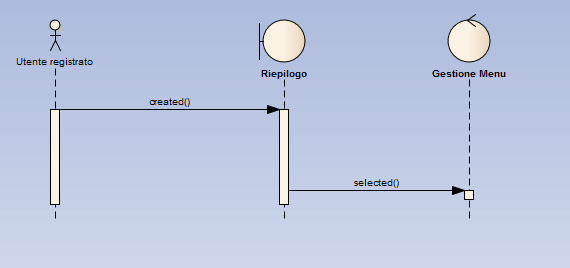 Utente registrato
Riepilogo
Gestione Menu
created()
selected()